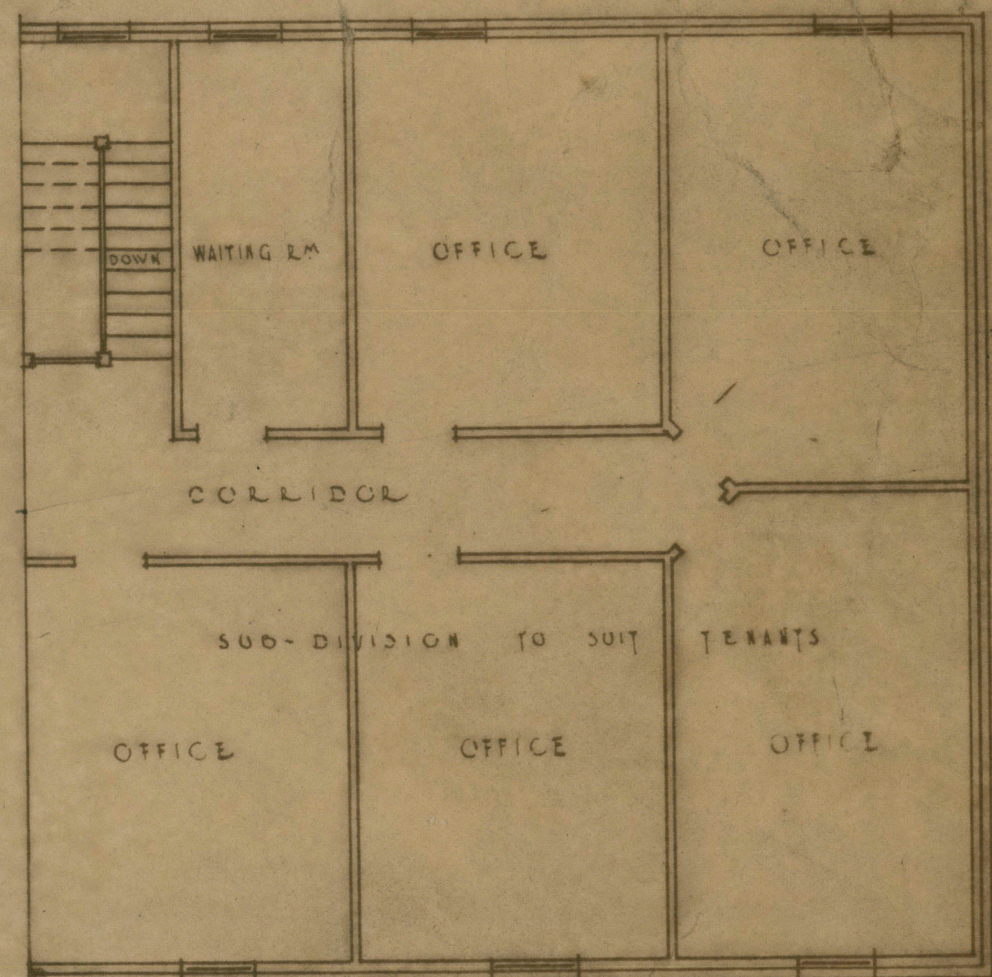 WAITING RM
OFFICE
OFFICE
DOWN
CORRIDOR
SUB-DIVISION TO SUIT TENANTS
OFFICE
OFFICE
OFFICE